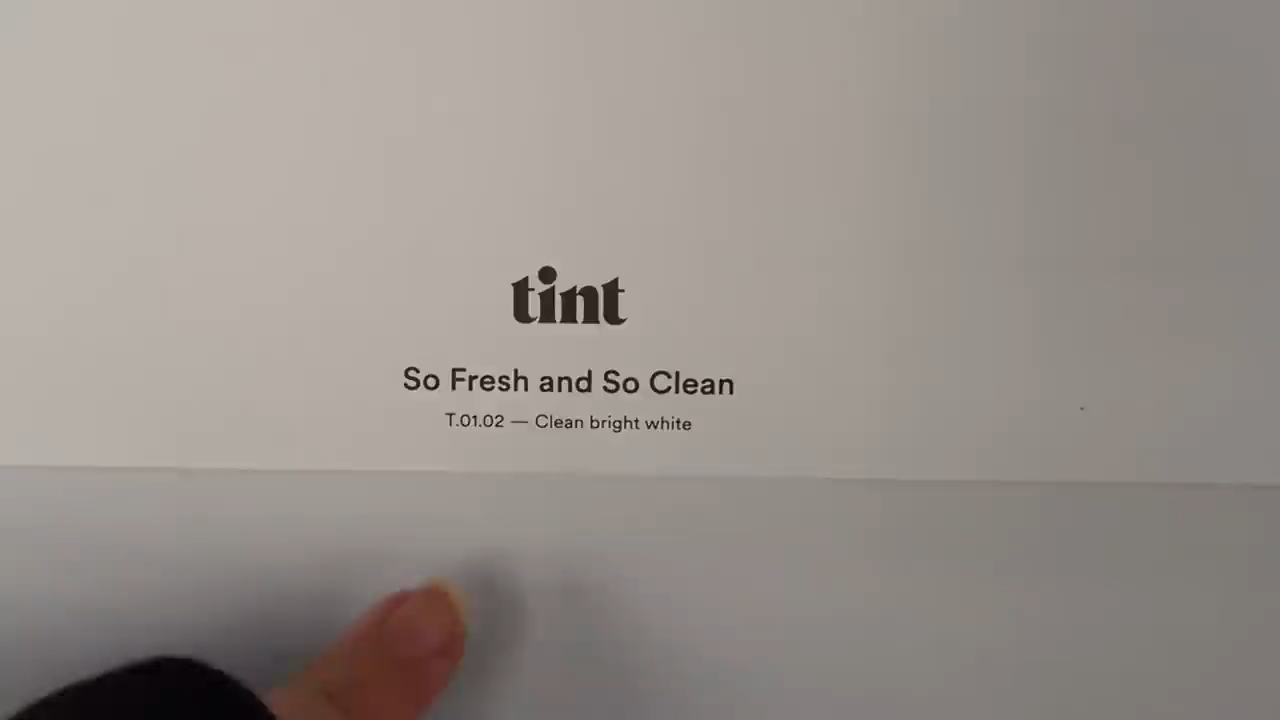 tint
So Fresh and So Clean
T.01.02 — Clean bright white